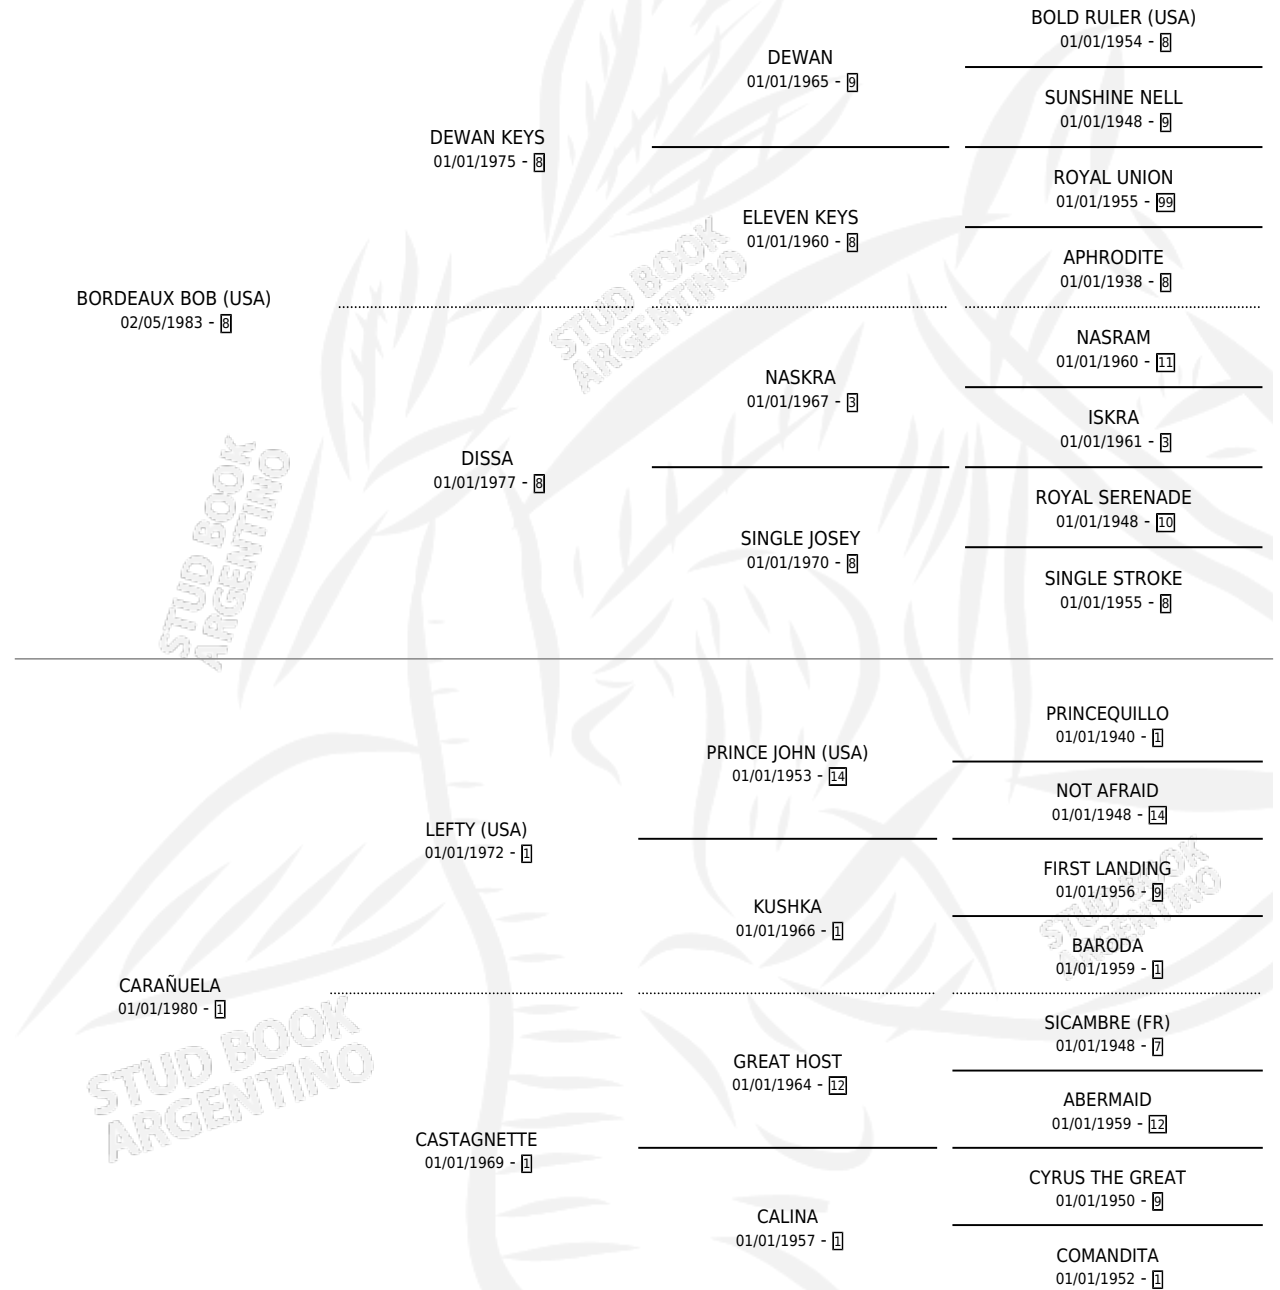 BOLD RULER (USA)
01/01/1954 - 8
DEWAN
01/01/1965 - 9
SUNSHINE NELL
01/01/1948 - 9
DEWAN KEYS
01/01/1975 - 8
ROYAL UNION
01/01/1955 - 99
ELEVEN KEYS
01/01/1960 - 8
APHRODITE
01/01/1938 - 8
BORDEAUX BOB (USA)
02/05/1983 - 8
NASRAM
01/01/1960 - 11
NASKRA
01/01/1967 - 3
ISKRA
01/01/1961 - 3
DISSA
01/01/1977 - 8
ROYAL SERENADE
01/01/1948 - 10
SINGLE JOSEY
01/01/1970 - 8
SINGLE STROKE
01/01/1955 - 8
PRINCEQUILLO
01/01/1940 - 1
PRINCE JOHN (USA)
01/01/1953 - 14
NOT AFRAID
01/01/1948 - 14
LEFTY (USA)
01/01/1972 - 1
FIRST LANDING
01/01/1956 - 9
KUSHKA
01/01/1966 - 1
BARODA
01/01/1959 - 1
CARAÑUELA
01/01/1980 - 1
SICAMBRE (FR)
01/01/1948 - 7
GREAT HOST
01/01/1964 - 12
ABERMAID
01/01/1959 - 12
CASTAGNETTE
01/01/1969 - 1
CYRUS THE GREAT
01/01/1950 - 9
CALINA
01/01/1957 - 1
COMANDITA
01/01/1952 - 1
STUD BOOK
ARGENTINO
STUD BOOK
ARGENTINO
STUD BOOK
ARGENTINO
STUD BOOK
ARGENTINO